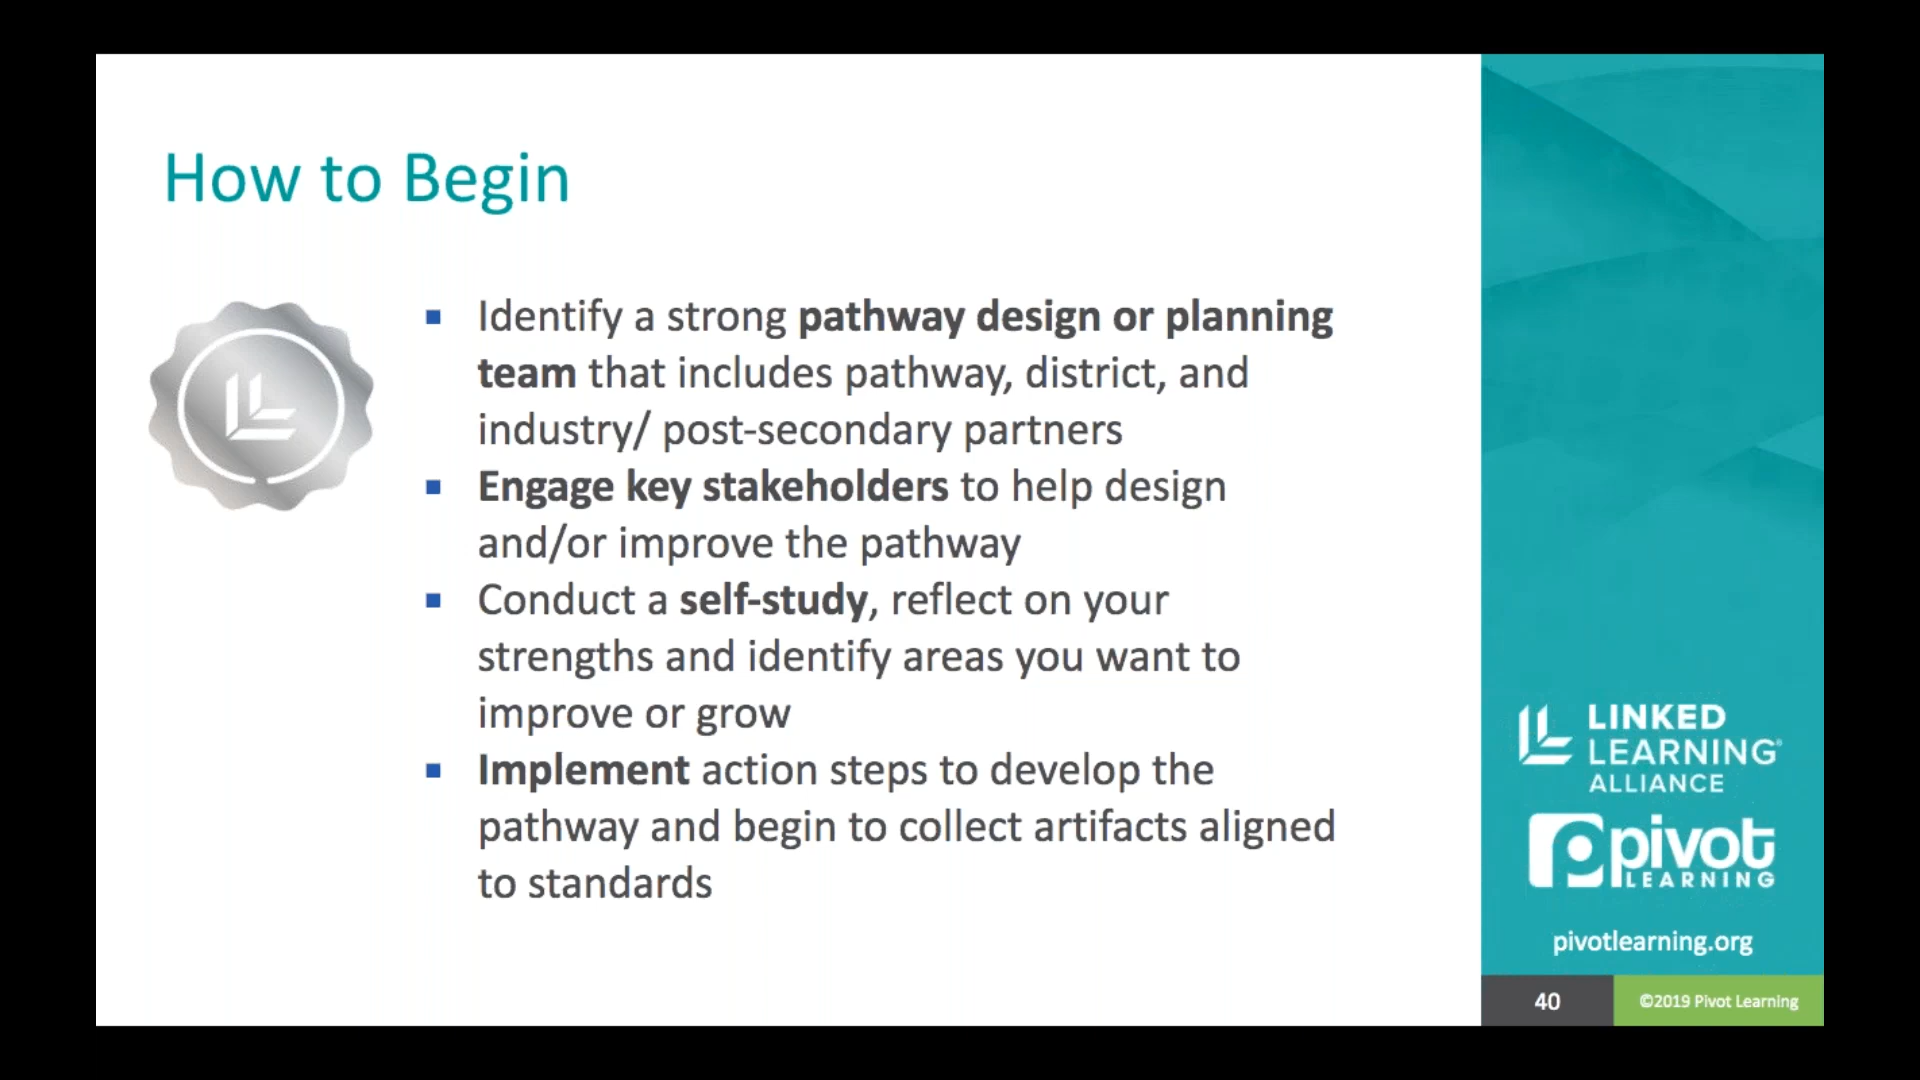 How to Begin
▪ Identify a strong pathway design or planning
team that includes pathway, district, and
industry/ post-secondary partners
▪ Engage key stakeholders to help design
and/or improve the pathway
▪ Conduct a self-study, reflect on your
strengths and identify areas you want to
improve or grow
▪ Implement action steps to develop the
pathway and begin to collect artifacts aligned
to standards
LINKED
LEARNING®
ALLIANCE
pivot
LEARNING
pivotlearning.org
40
©2019 Pivot Learning